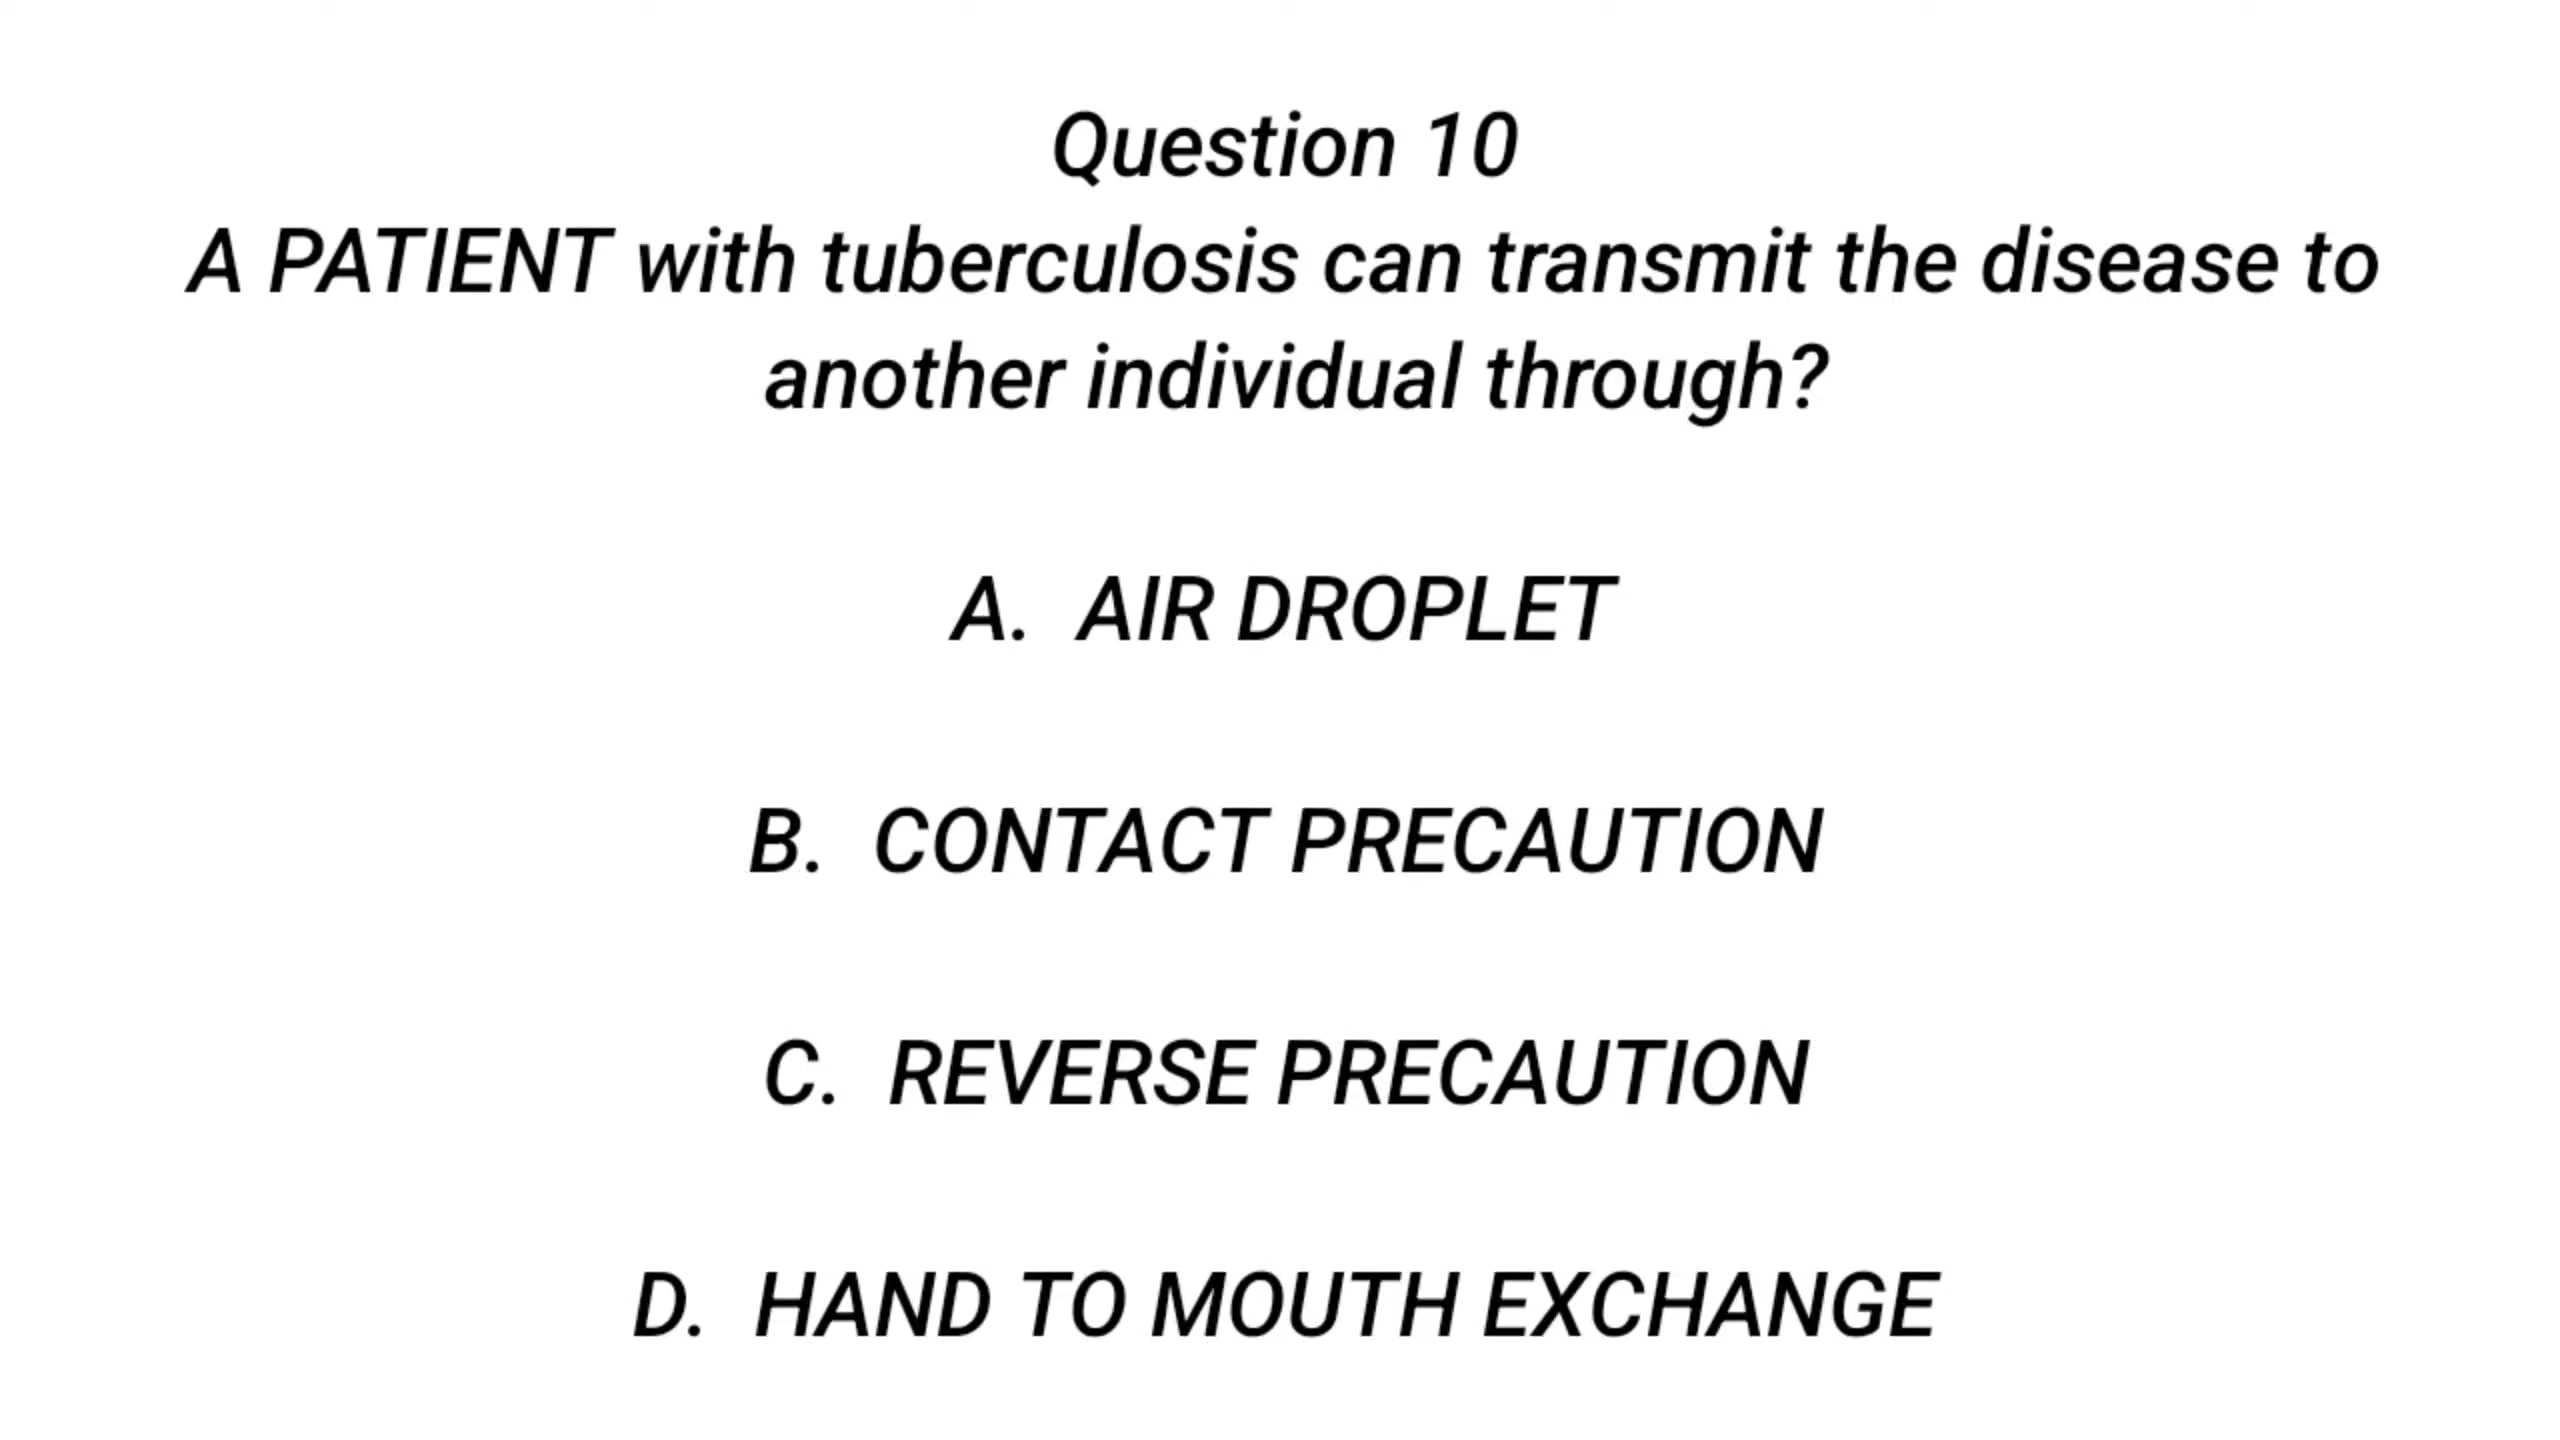 Question 10
A PATIENT with tuberculosis can transmit the disease to
another individual through?
A. AIR DROPLET
B. CONTACT PRECAUTION
C. REVERSE PRECAUTION
D. HAND TO MOUTH EXCHANGE